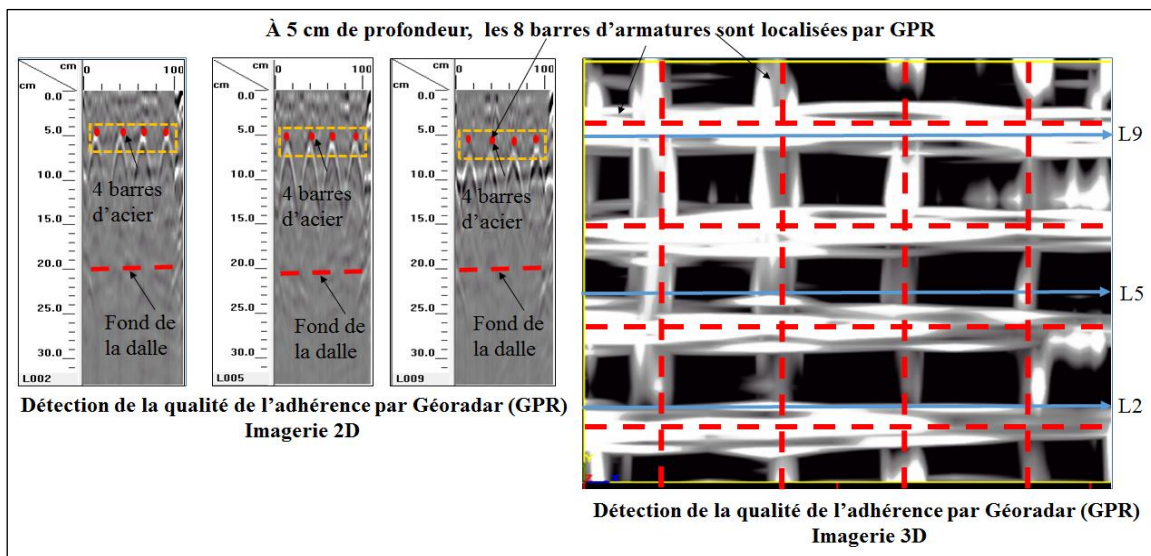 À 5 cm de profondeur, les 8 barres d'armatures sont localisées par GPR
cm
cm
0
100
0.0
5.0
10.0
15.0
20.0
25.0
30.0
4 barres
d'acier
Fond de
la dalle
L002
cm
cm
0
100
0.0
5.0
10.0
15.0
20.0
25.0
30.0
4 barres
d'acier
Fond de
la dalle
L005
cm
cm
0
100
0.0
5.0
10.0
15.0
20.0
25.0
30.0
4 barres
d'acier
Fond de
la dalle
L009
Détection de la qualité de l'adhérence par Géoradar (GPR)
Imagerie 2D
L9
L5
L2
Détection de la qualité de l'adhérence par Géoradar (GPR)
Imagerie 3D